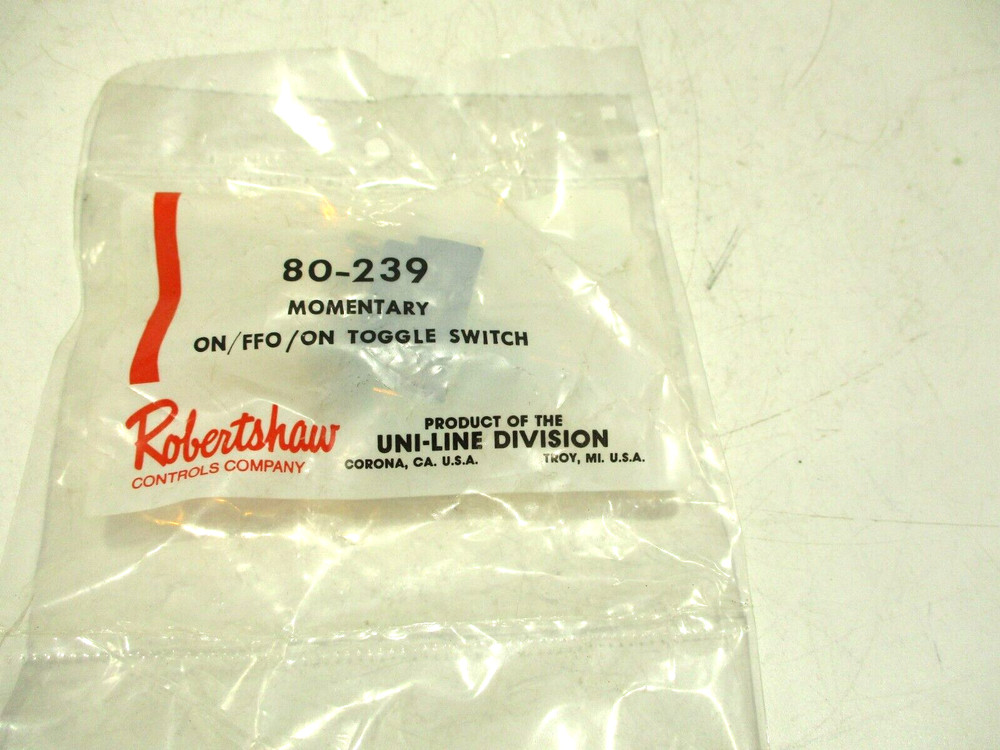 80-239
MOMENTARY
ON/FFO/ON TOGGLE SWITCH
Robertshaw
CONTROLS COMPANY
PRODUCT OF THE
UNI-LINE DIVISION
CORONA, CA. U.S.A. TROY, MI. U.S.A.